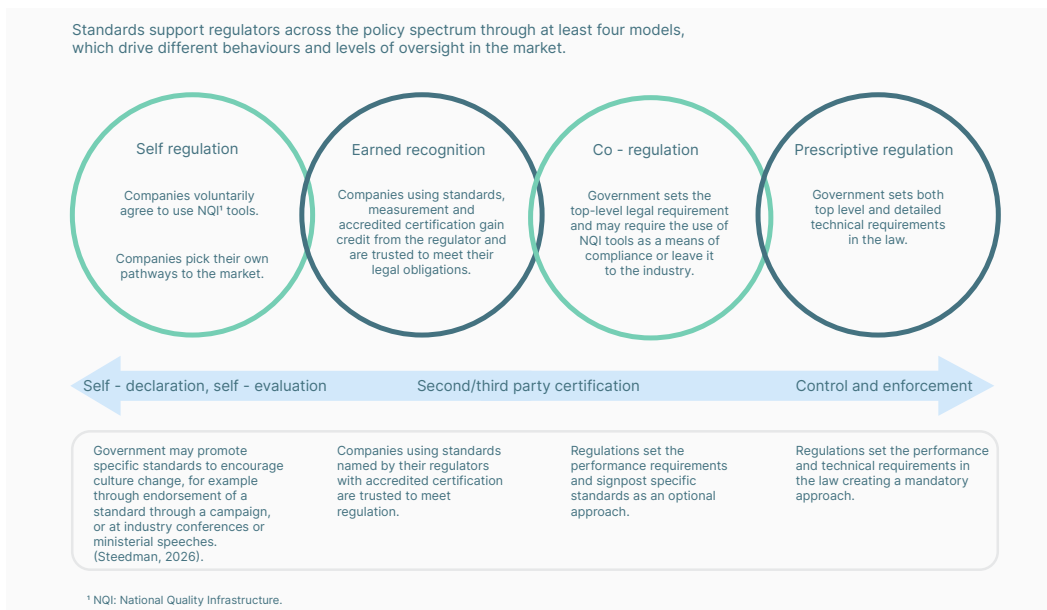 Standards support regulators across the policy spectrum through at least four models,
which drive different behaviours and levels of oversight in the market.
Self regulation
Companies voluntarily
agree to use NQI¹ tools.
Companies pick their own
pathways to the market.
Earned recognition
Companies using standards,
measurement and
accredited certification gain
credit from the regulator and
are trusted to meet their
legal obligations.
Co - regulation
Government sets the
top-level legal requirement
and may require the use of
NQI tools as a means of
compliance or leave it
to the industry.
Prescriptive regulation
Government sets both
top level and detailed
technical requirements
in the law.
Self - declaration, self - evaluation
Second/third party certification
Control and enforcement
Government may promote
specific standards to encourage
culture change, for example
through endorsement of a
standard through a campaign,
or at industry conferences or
ministerial speeches.
(Steedman, 2026).
Companies using standards
named by their regulators
with accredited certification
are trusted to meet
regulation.
Regulations set the
performance requirements
and signpost specific
standards as an optional
approach.
Regulations set the performance
and technical requirements in
the law creating a mandatory
approach.
¹ NQI: National Quality Infrastructure.